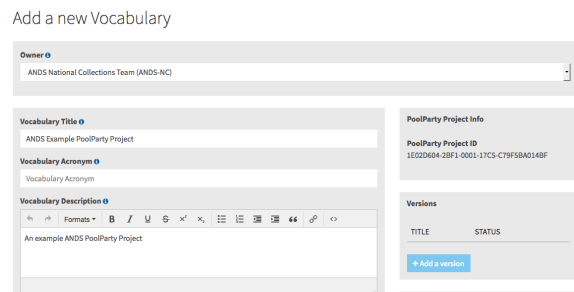 Add a new Vocabulary
Owner
ANDS National Collections Team (ANDS-NC)
Vocabulary Title
ANDS Example PoolParty Project
Vocabulary Acronym
Vocabulary Acronym
Vocabulary Description
Formats B I U S x² x₂
An example ANDS PoolParty Project
PoolParty Project Info
PoolParty Project ID
1E02D604-2BF1-0001-17C5-C79F5BA014BF
Versions
TITLE STATUS
+ Add a version